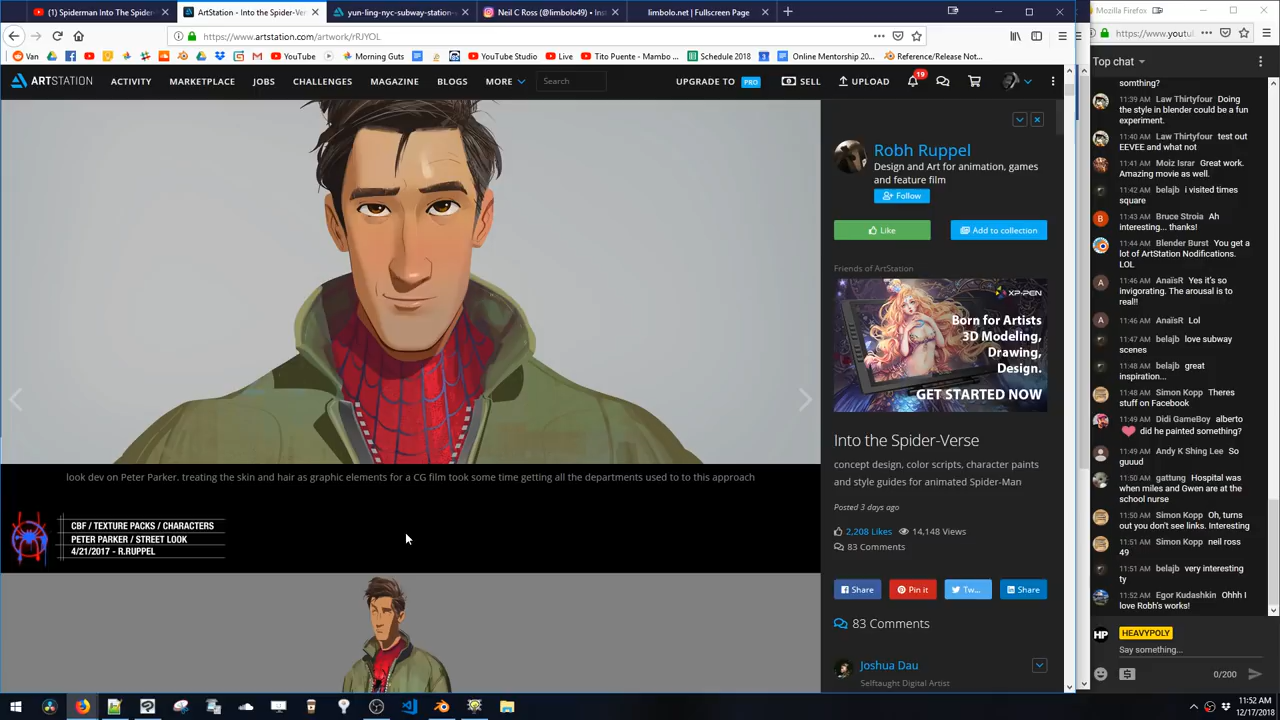 (1) Spiderman Into The Spider-
ArtStation - Into the Spider-Ver
yun-ling-nyc-subway-station-
Neil C Ross (@limbolo49) • Inst
limbolo.net | Fullscreen Page
Mozilla Firefox
https://www.artstation.com/artwork/rRJYOL
https://www.youtu
Van
YouTube
Morning Guts
YouTube Studio
Live
Tito Puente - Mambo ...
Schedule 2018
Online Mentorship 20...
Reference/Release Not...
ARTSTATION
ACTIVITY
MARKETPLACE
JOBS
CHALLENGES
MAGAZINE
BLOGS
MORE
Search
UPGRADE TO PRO
SELL
UPLOAD
19
Robh Ruppel
Design and Art for animation, games
and feature film
Follow
Like
Add to collection
Friends of ArtStation
XP-PEN
Born for Artists
3D Modeling,
Drawing,
Design.
GET STARTED NOW
Into the Spider-Verse
concept design, color scripts, character paints
and style guides for animated Spider-Man
Posted 3 days ago
2,208 Likes 14,148 Views
83 Comments
Share
Pin it
Tw...
Share
83 Comments
Joshua Dau
Selftaught Digital Artist
look dev on Peter Parker. treating the skin and hair as graphic elements for a CG film took some time getting all the departments used to to this approach
CBF / TEXTURE PACKS / CHARACTERS
PETER PARKER / STREET LOOK
4/21/2017 - R.RUPPEL
Top chat
somthing?
11:39 AM Law Thirtyfour Doing
the style in blender could be a fun
experiment.
11:40 AM Law Thirtyfour test out
EEVEE and what not
11:41 AM Moiz Israr Great work.
Amazing movie as well.
11:42 AM belajb i visited times
square
11:43 AM Bruce Stroia Ah
interesting... thanks!
11:44 AM Blender Burst You get a
lot of ArtStation Nodifications.
LOL
11:46 AM AnaïsR Yes it's so
invigorating. The arousal is to
real!!
11:46 AM AnaïsR Lol
11:47 AM belajb love subway
scenes
11:48 AM belajb great
inspiration...
11:48 AM Simon Kopp Theres
stuff on Facebook
11:49 AM Didi GameBoy alberto
did he painted something?
11:49 AM Andy K Shing Lee So
guuud
11:49 AM gattung Hospital was
when miles and Gwen are at the
school nurse
11:50 AM Simon Kopp Oh, turns
out you don't see links. Interesting
11:51 AM Simon Kopp neil ross
49
11:51 AM belajb very interesting
ty
11:52 AM Egor Kudashkin Ohhh I
love Robh's works!
HP
HEAVYPOLY
Say something...
0/200
11:52 AM
12/17/2018